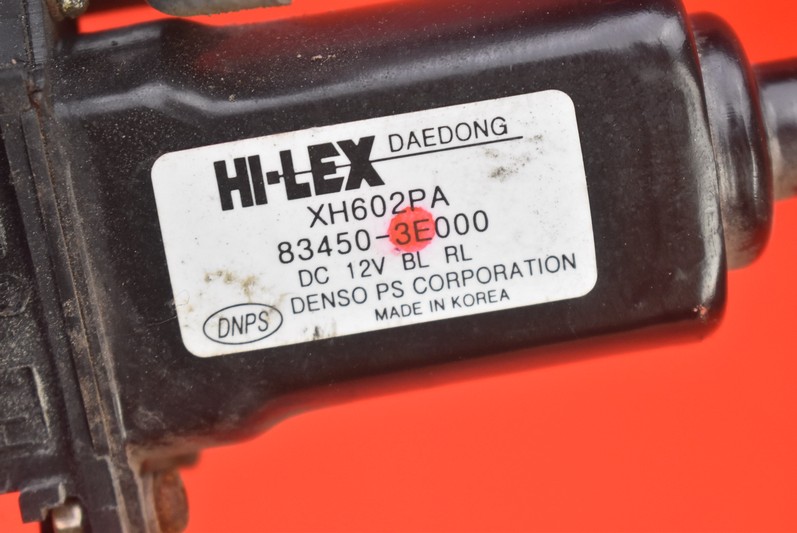 HI-LEX DAEDONG
XH602PA
83450-3E000
DC 12V BL RL
DENSO PS CORPORATION
DNPS
MADE IN KOREA